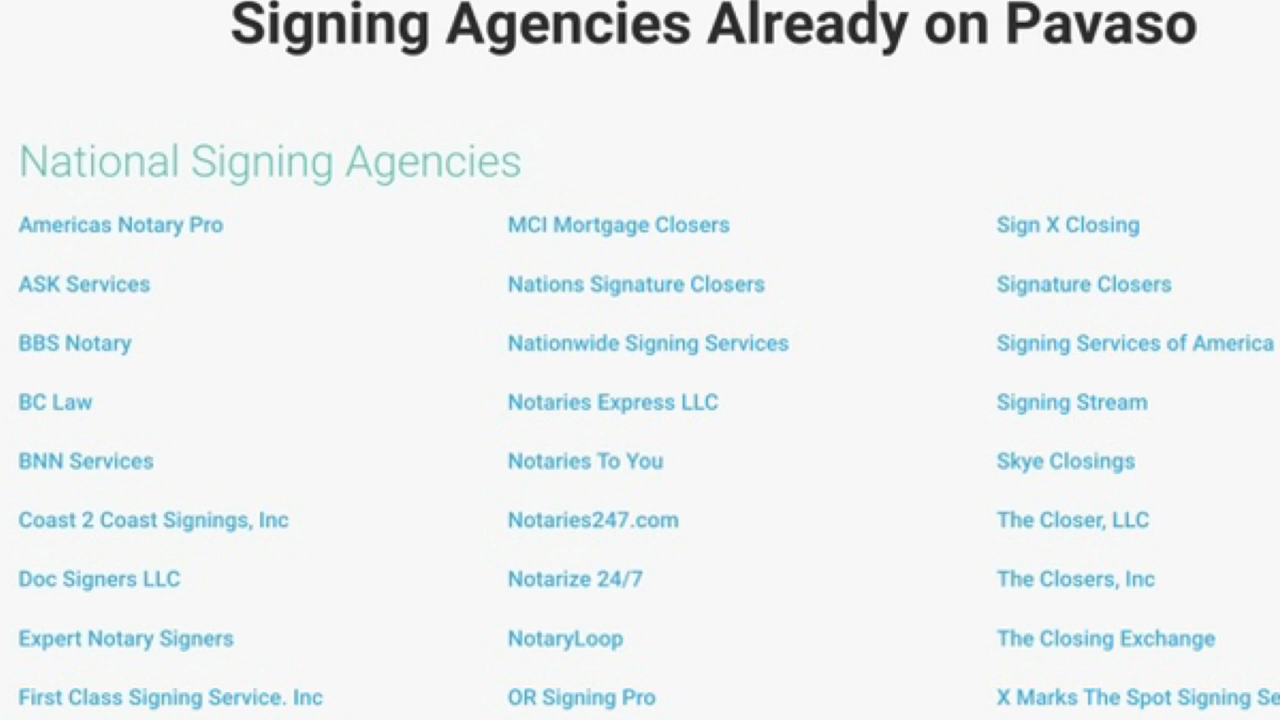 Signing Agencies Already on Pavaso
National Signing Agencies
Americas Notary Pro
ASK Services
BBS Notary
BC Law
BNN Services
Coast 2 Coast Signings, Inc
Doc Signers LLC
Expert Notary Signers
First Class Signing Service. Inc
MCI Mortgage Closers
Nations Signature Closers
Nationwide Signing Services
Notaries Express LLC
Notaries To You
Notaries247.com
Notarize 24/7
NotaryLoop
OR Signing Pro
Sign X Closing
Signature Closers
Signing Services of America
Signing Stream
Skye Closings
The Closer, LLC
The Closers, Inc
The Closing Exchange
X Marks The Spot Signing